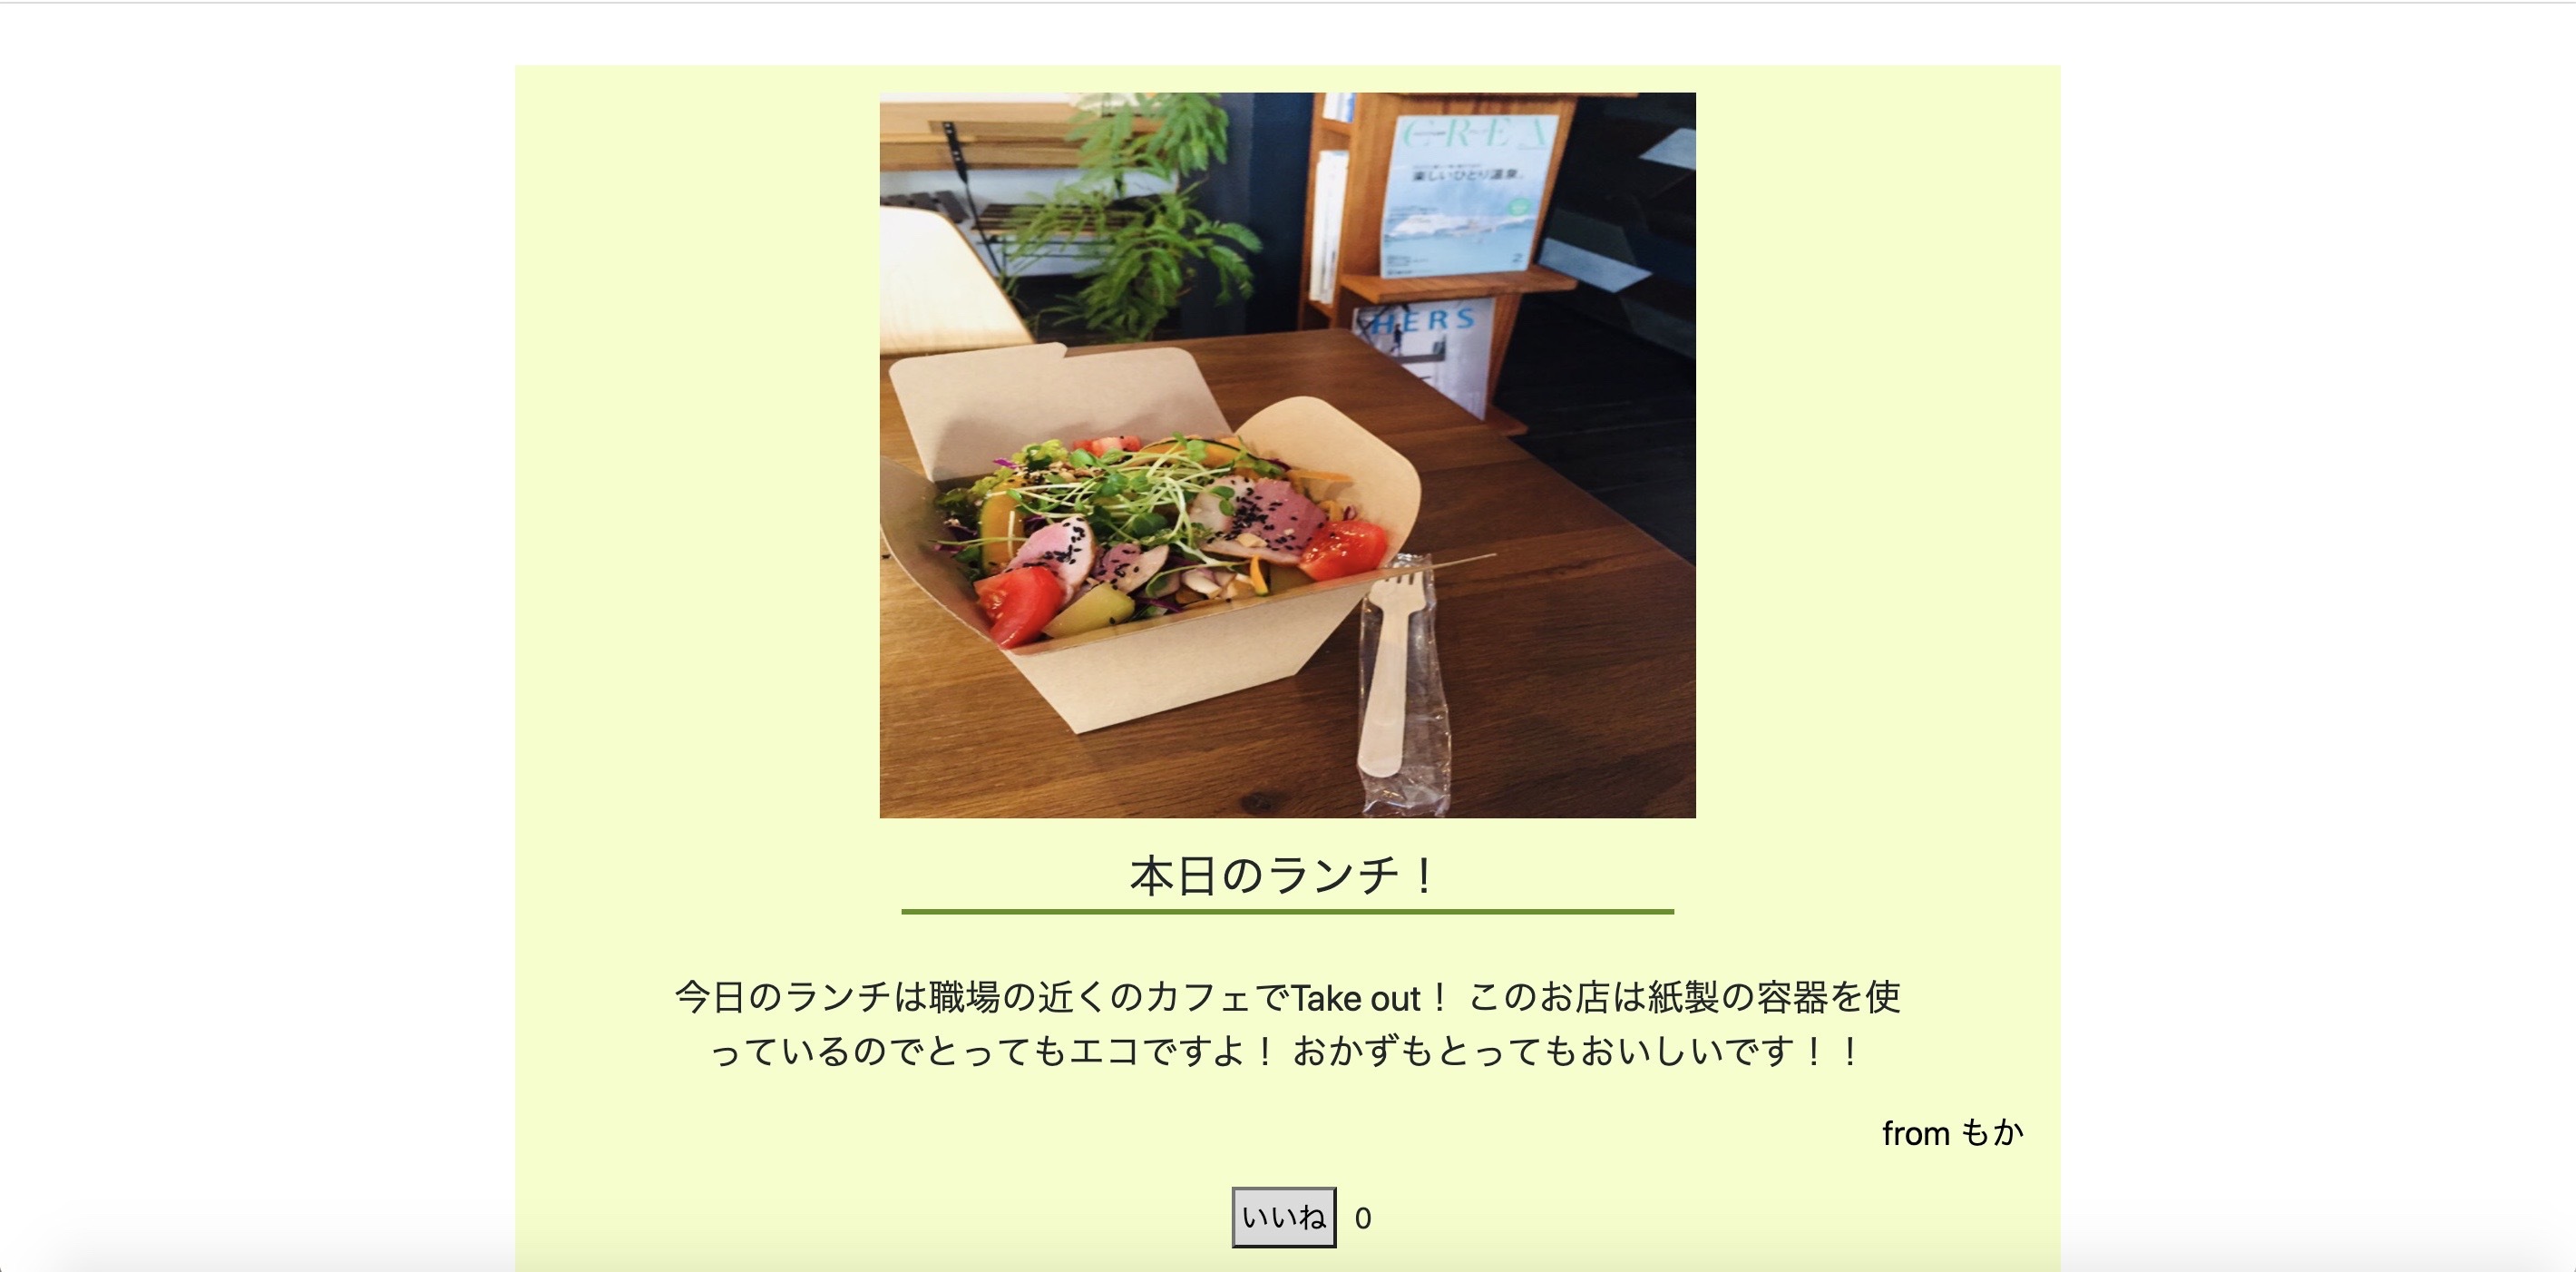 CREA
楽しいひとり温泉。
HERS
本日のランチ！
今日のランチは職場の近くのカフェでTake out！ このお店は紙製の容器を使
っているのでとってもエコですよ！ おかずもとってもおいしいです！！
from もか
いいね 0